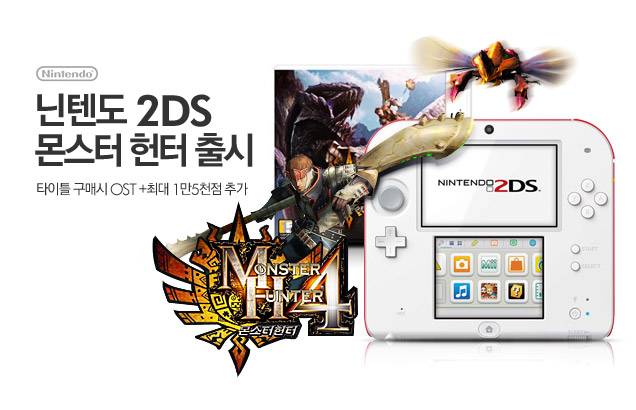 Nintendo
닌텐도 2DS
몬스터 헌터 출시
타이틀 구매시 OST +최대 1만5천점 추가
MONSTER
HUNTER 4
몬스터헌터
NINTENDO 2DS
START
SELECT